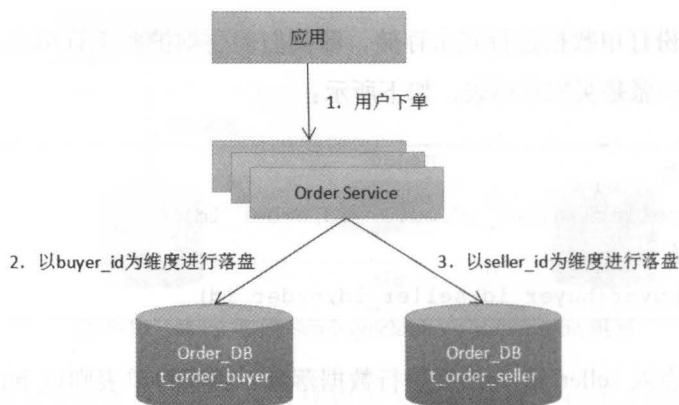 应用
1. 用户下单
Order Service
2. 以buyer_id为维度进行落盘
3. 以seller_id为维度进行落盘
Order_DB
t_order_buyer
Order_DB
t_order_seller